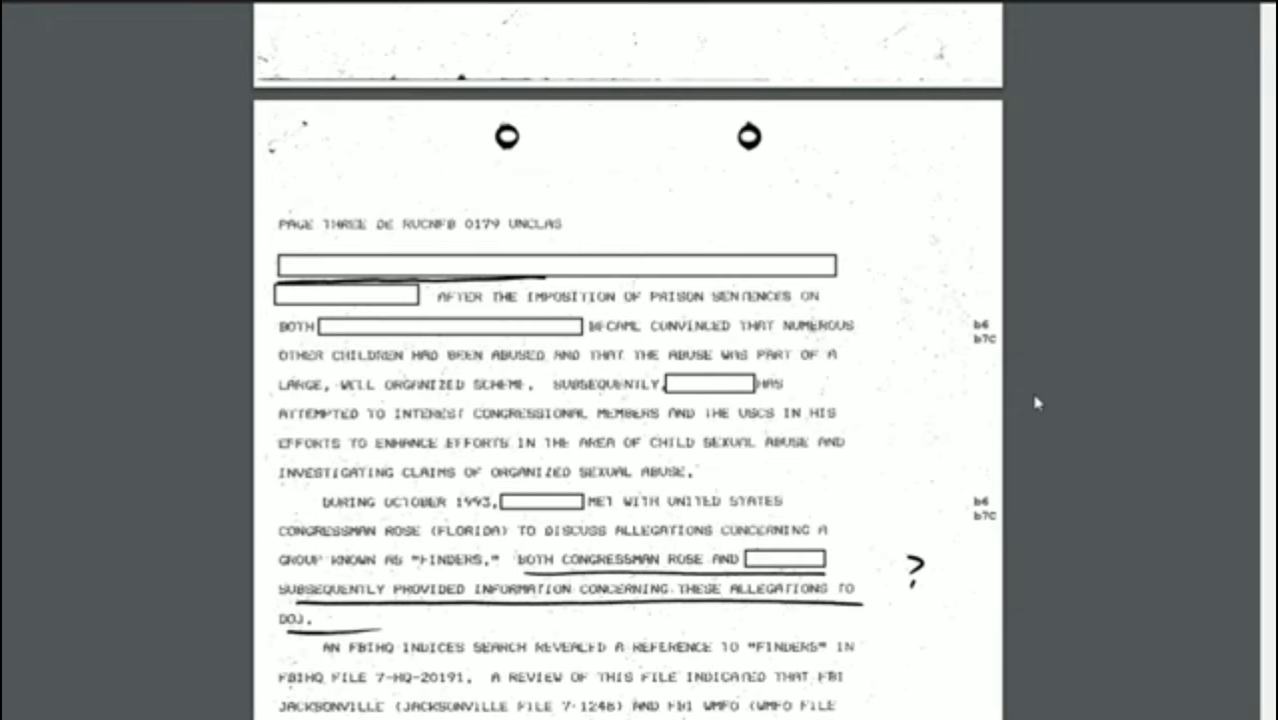 PAGE THREE DE RUCNFB 0179 UNCLAS
AFTER THE IMPOSITION OF PRISON SENTENCES ON
BOTH BECAME CONVINCED THAT NUMEROUS
b6
b7C
OTHER CHILDREN HAD BEEN ABUSED AND THAT THE ABUSE WAS PART OF A
LARGE, WELL ORGANIZED SCHEME. SUBSEQUENTLY, HAS
ATTEMPTED TO INTEREST CONGRESSIONAL MEMBERS AND THE USCS IN HIS
EFFORTS TO ENHANCE EFFORTS IN THE AREA OF CHILD SEXUAL ABUSE AND
INVESTIGATING CLAIMS OF ORGANIZED SEXUAL ABUSE.
DURING OCTOBER 1993, MET WITH UNITED STATES
b6
b7C
CONGRESSMAN ROSE (FLORIDA) TO DISCUSS ALLEGATIONS CONCERNING A
GROUP KNOWN AS "FINDERS." BOTH CONGRESSMAN ROSE AND
?
SUBSEQUENTLY PROVIDED INFORMATION CONCERNING THESE ALLEGATIONS TO
DOJ.
AN FBIHQ INDICES SEARCH REVEALED A REFERENCE TO "FINDERS" IN
FBIHQ FILE 7-HQ-20191. A REVIEW OF THIS FILE INDICATED THAT FBI
JACKSONVILLE (JACKSONVILLE FILE 7-1248) AND FBI WMFO (WMFO FILE